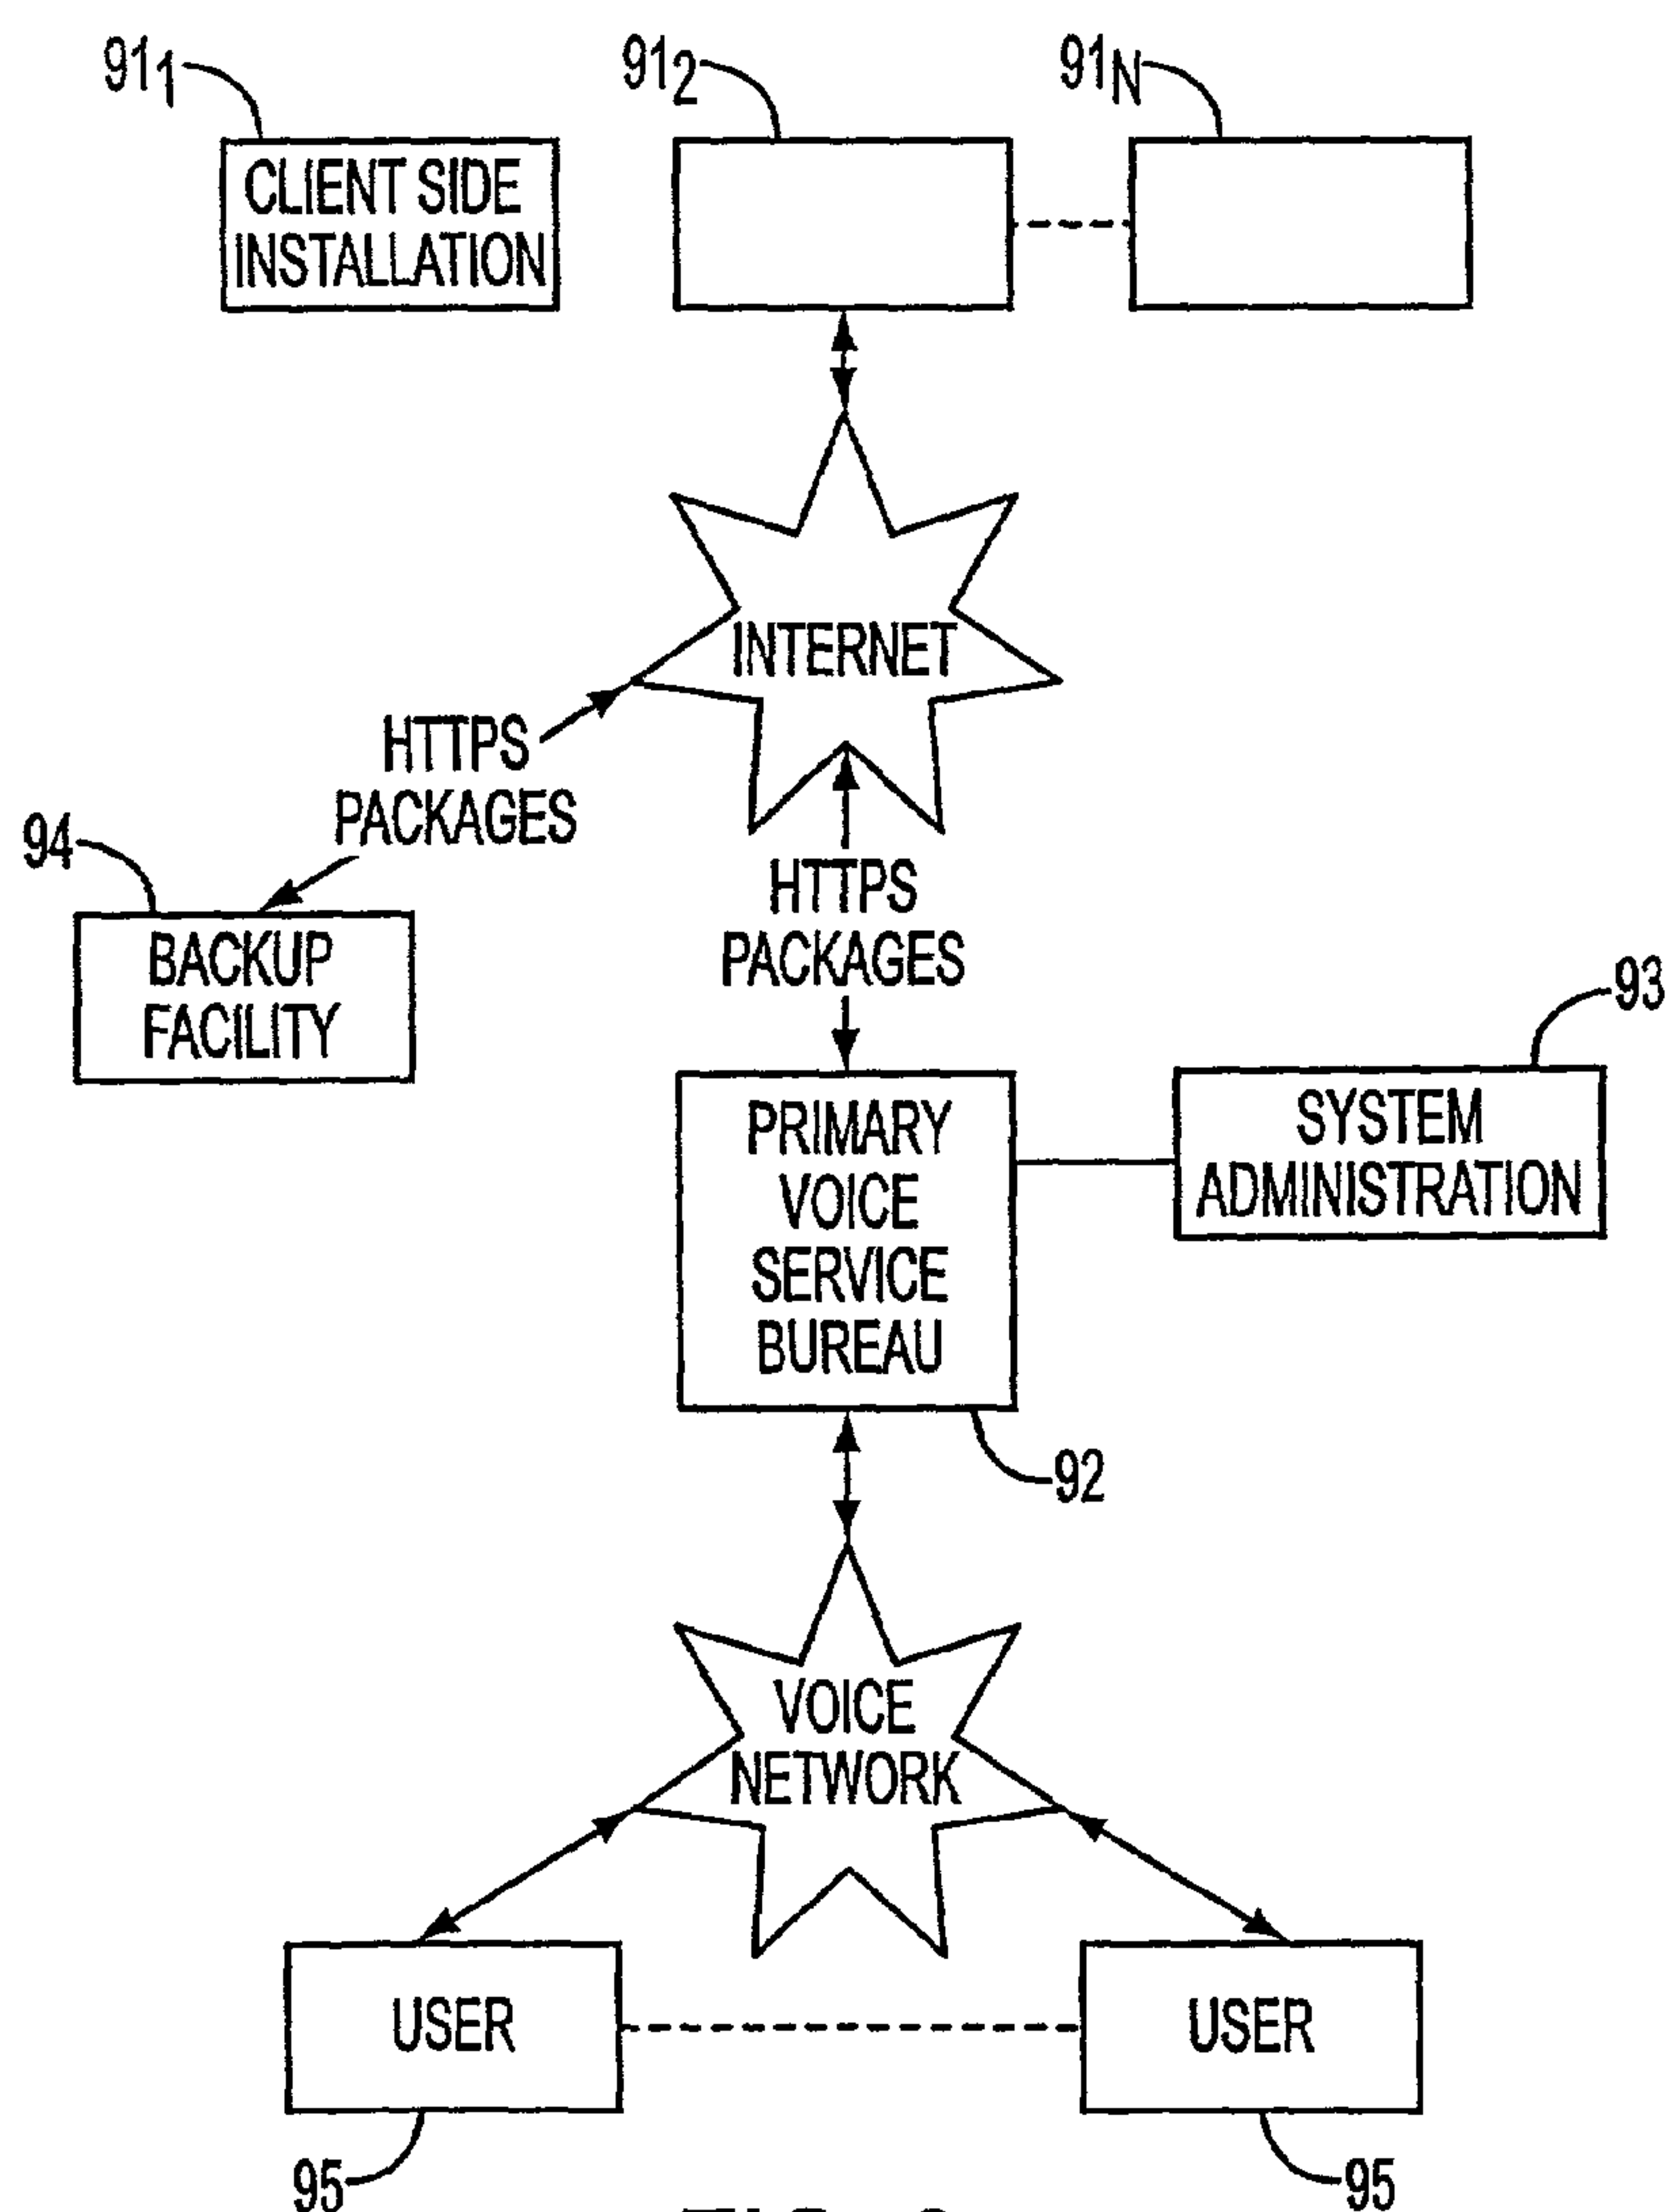 91₁
91₂
91N
CLIENT SIDE
INSTALLATION
INTERNET
HTTPS
PACKAGES
94
HTTPS
PACKAGES
BACKUP
FACILITY
93
PRIMARY
VOICE
SERVICE
BUREAU
SYSTEM
ADMINISTRATION
92
VOICE
NETWORK
USER
USER
95
95